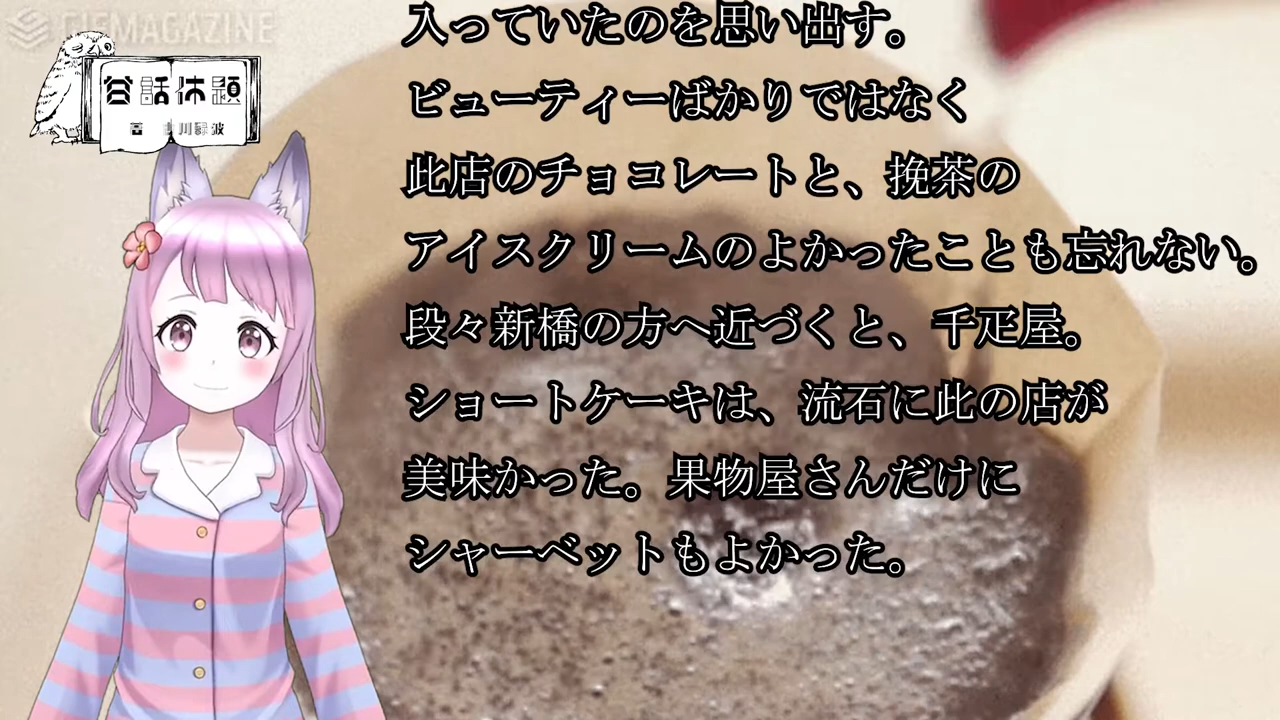 GIFMAGAZINE
入っていたのを思い出す。
ビューティーばかりではなく
此店のチョコレートと、挽茶の
アイスクリームのよかったことも忘れない。
段々新橋の方へ近づくと、千疋屋。
ショートケーキは、流石に此の店が
美味かった。果物屋さんだけに
シャーベットもよかった。